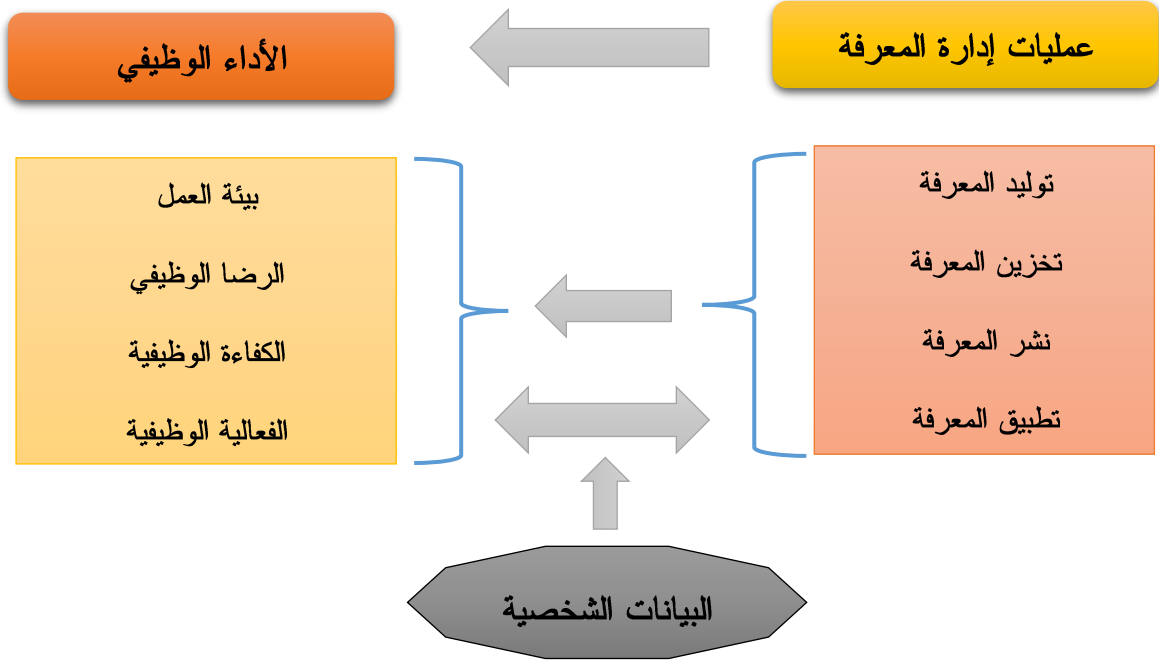 عمليات إدارة المعرفة
الأداء الوظيفي
توليد المعرفة
تخزين المعرفة
نشر المعرفة
تطبيق المعرفة
بيئة العمل
الرضا الوظيفي
الكفاءة الوظيفية
الفعالية الوظيفية
البيانات الشخصية